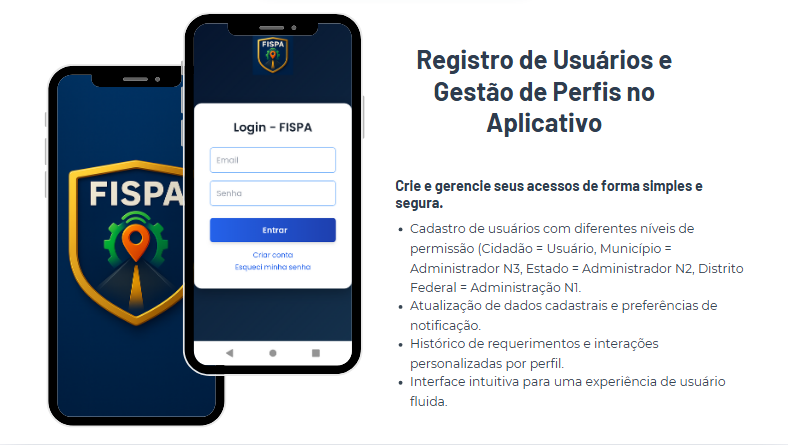 FISPA
FISPA
Login - FISPA
Email
Senha
Entrar
Criar conta
Esqueci minha senha
Registro de Usuários e
Gestão de Perfis no
Aplicativo
Crie e gerencie seus acessos de forma simples e
segura.
• Cadastro de usuários com diferentes níveis de
permissão (Cidadão = Usuário, Município =
Administrador N3, Estado = Administrador N2, Distrito
Federal = Administração N1.
• Atualização de dados cadastrais e preferências de
notificação.
• Histórico de requerimentos e interações
personalizadas por perfil.
• Interface intuitiva para uma experiência de usuário
fluida.